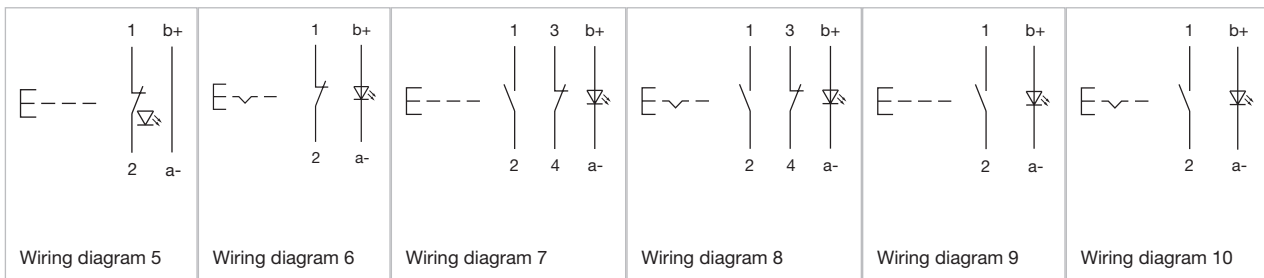 1 b+
2 a-
Wiring diagram 5
1 b+
2 a-
Wiring diagram 6
1 3 b+
2 4 a-
Wiring diagram 7
1 3 b+
2 4 a-
Wiring diagram 8
1 b+
2 a-
Wiring diagram 9
1 b+
2 a-
Wiring diagram 10